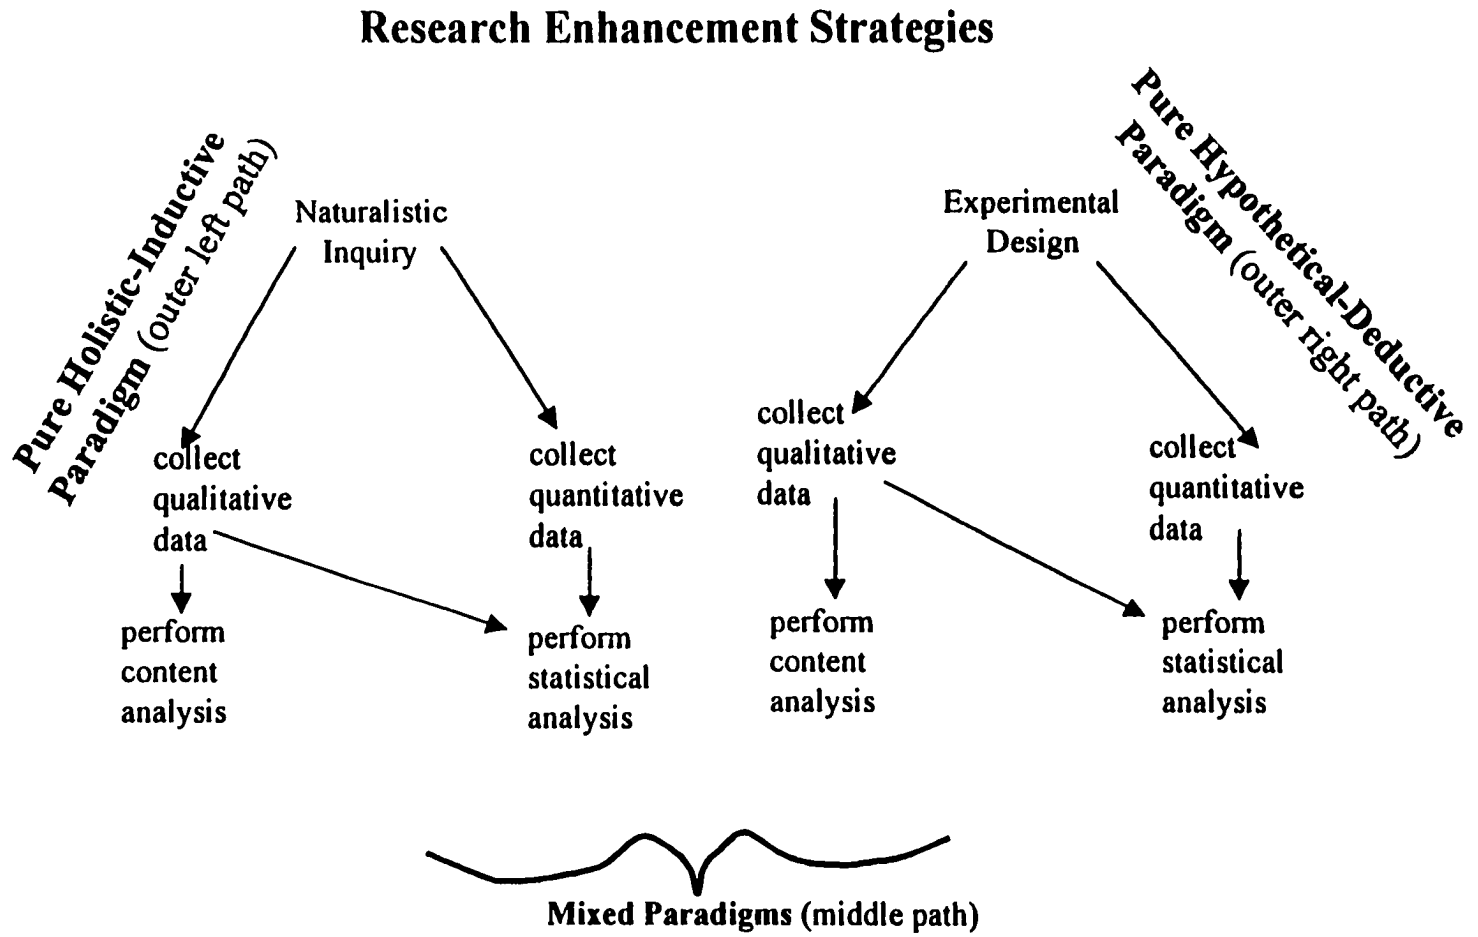 Research Enhancement Strategies
Pure Holistic-Inductive
Paradigm (outer left path)
Naturalistic
Inquiry
Experimental
Design
Pure Hypothetical-Deductive
Paradigm (outer right path)
collect
qualitative
data
collect
quantitative
data
collect
qualitative
data
collect
quantitative
data
perform
content
analysis
perform
statistical
analysis
perform
content
analysis
perform
statistical
analysis
Mixed Paradigms (middle path)